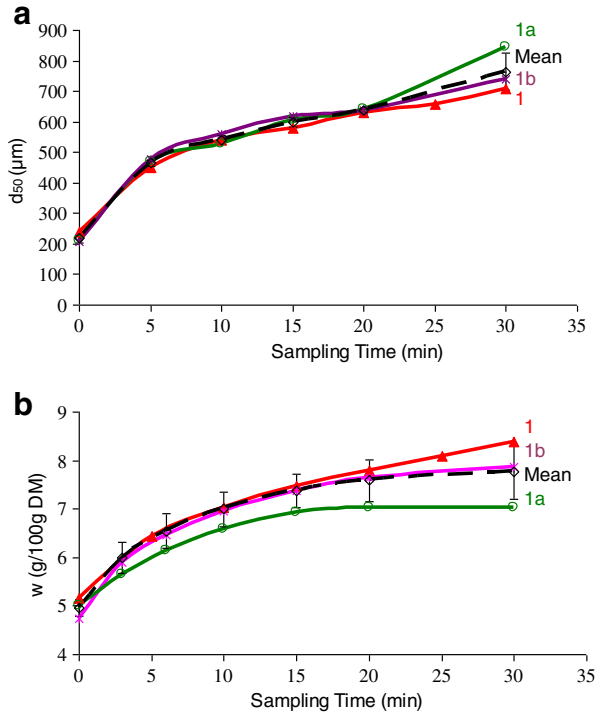 a
900
800
700
600
500
400
300
200
100
0
d50 (µm)
1a
Mean
1b
1
0 5 10 15 20 25 30 35
Sampling Time (min)
b
9
8
7
6
5
4
w (g/100g DM)
1
1b
Mean
1a
0 5 10 15 20 25 30 35
Sampling Time (min)